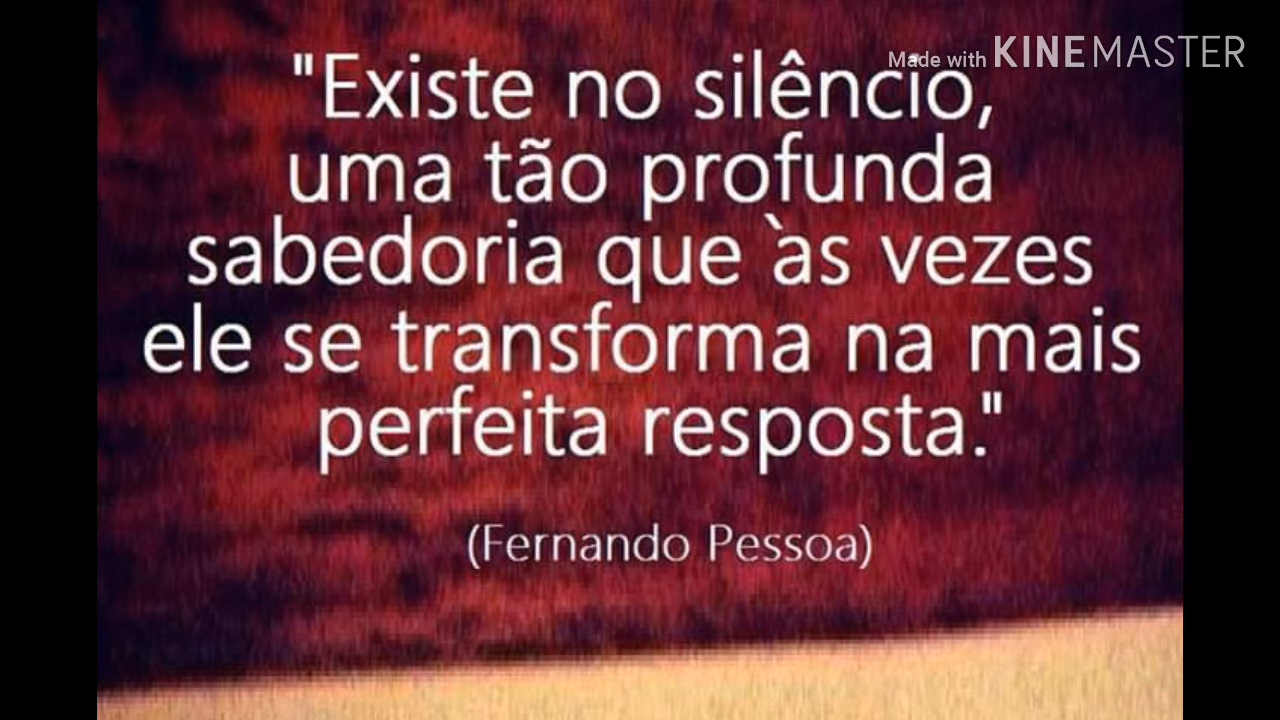 Made with KINEMASTER
"Existe no silêncio,
uma tão profunda
sabedoria que às vezes
ele se transforma na mais
perfeita resposta."
(Fernando Pessoa)